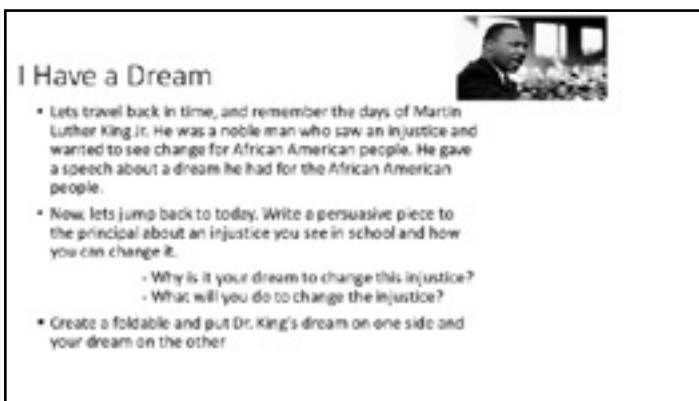 I Have a Dream
• Lets travel back in time, and remember the days of Martin
Luther King Jr. He was a noble man who saw an injustice and
wanted to see change for African American people. He gave
a speech about a dream he had for the African American
people.
• Now, lets jump back to today. Write a persuasive piece to
the principal about an injustice you see in school and how
you can change it.
- Why is it your dream to change this injustice?
- What will you do to change the injustice?
• Create a foldable and put Dr. King's dream on one side and
your dream on the other